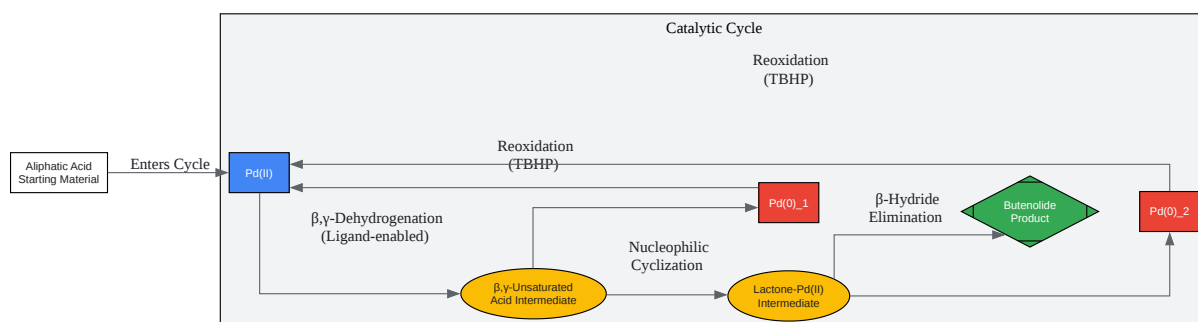 Catalytic Cycle
Reoxidation
(TBHP)
Reoxidation
(TBHP)
Aliphatic Acid
Starting Material
Enters Cycle
Pd(II)
β,γ-Dehydrogenation
(Ligand-enabled)
Pd(0)_1
β-Hydride
Elimination
Butenolide
Product
Pd(0)_2
Nucleophilic
Cyclization
β,γ-Unsaturated
Acid Intermediate
Lactone-Pd(II)
Intermediate